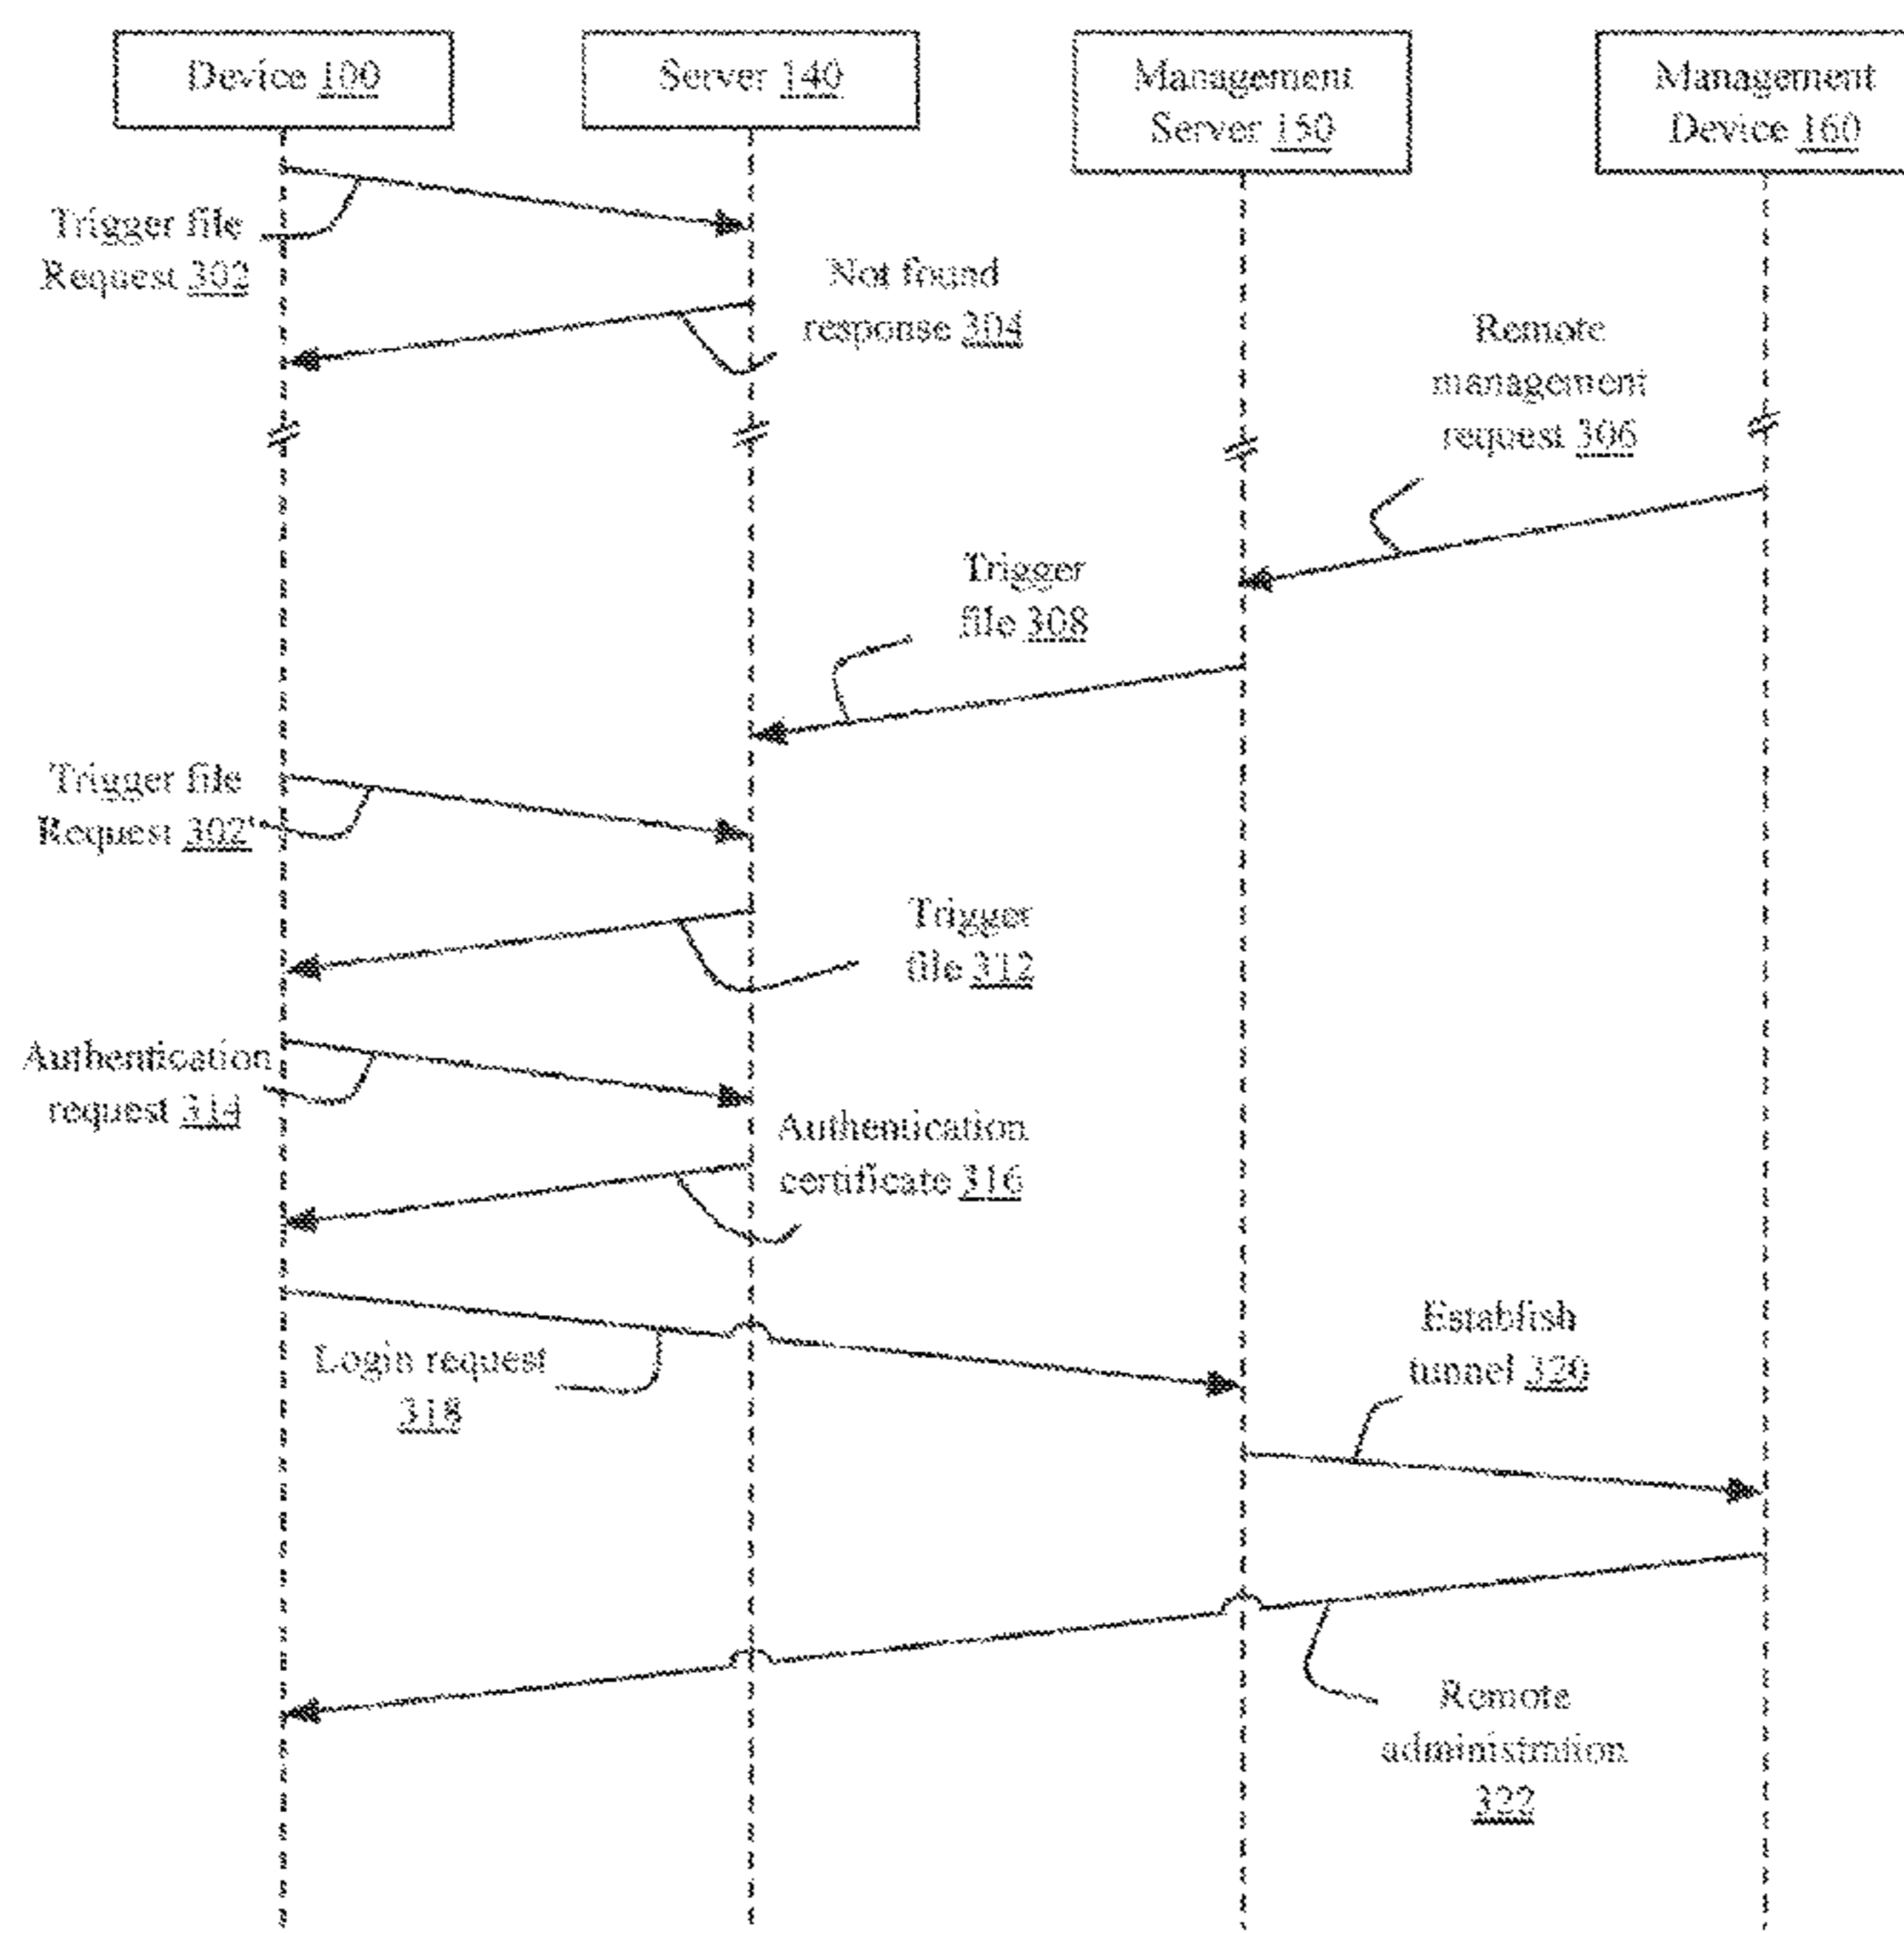 Device 100
Server 140
Management
Server 150
Management
Device 160
Trigger file
Request 302
Not found
response 304
Remote
management
request 306
Trigger
file 308
Trigger file
Request 302'
Trigger
file 312
Authentication
request 314
Authentication
certificate 316
Login request
318
Establish
tunnel 320
Remote
administration
322